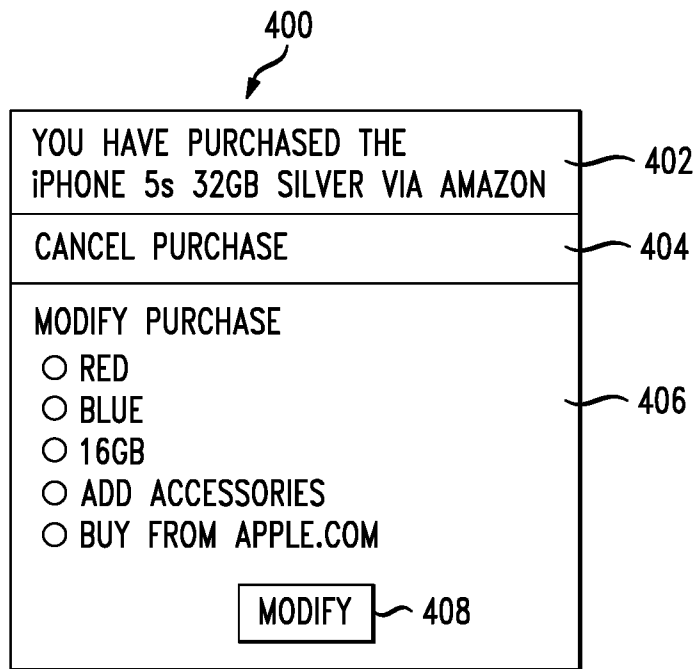 400
YOU HAVE PURCHASED THE
iPHONE 5s 32GB SILVER VIA AMAZON
402
CANCEL PURCHASE
404
MODIFY PURCHASE
RED
BLUE
406
16GB
ADD ACCESSORIES
BUY FROM APPLE.COM
MODIFY
408